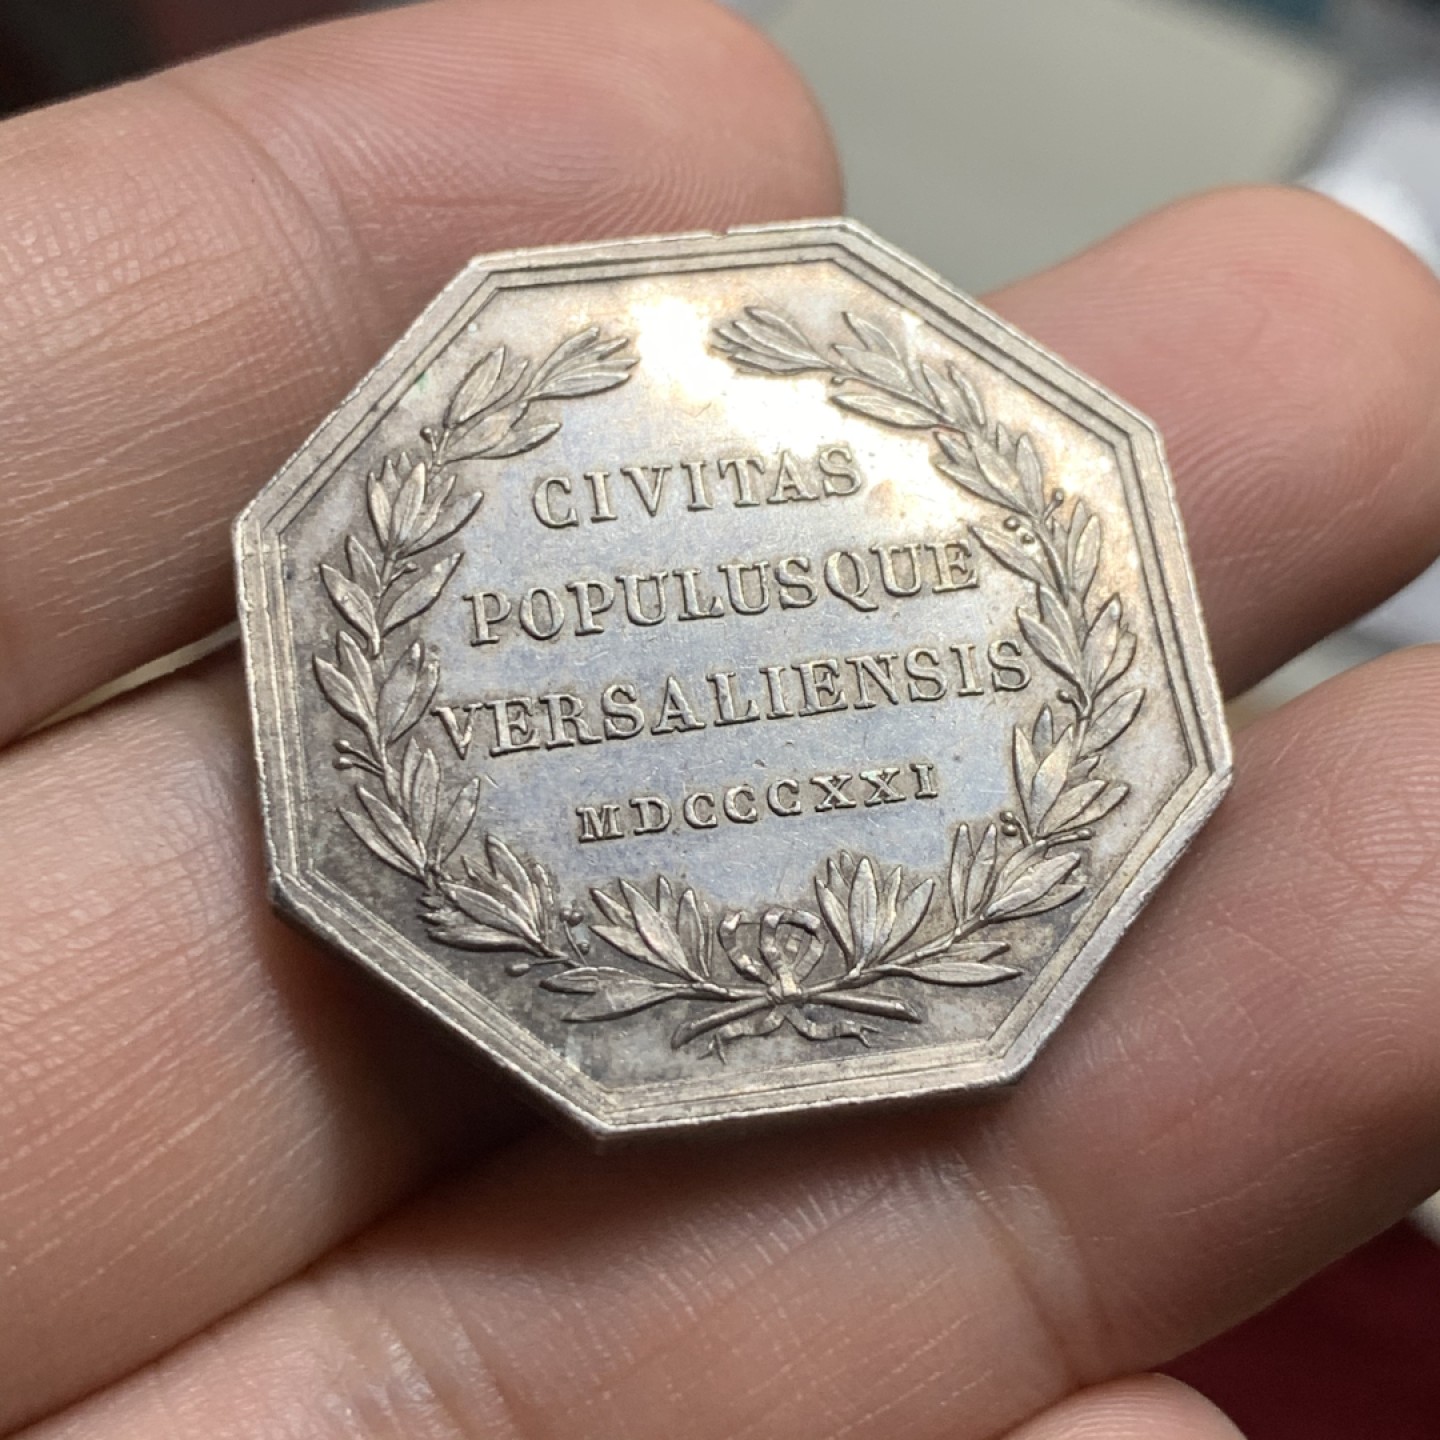 CIVITAS
POPULUSQUE
VERSALIENSIS
MDCCCXXI